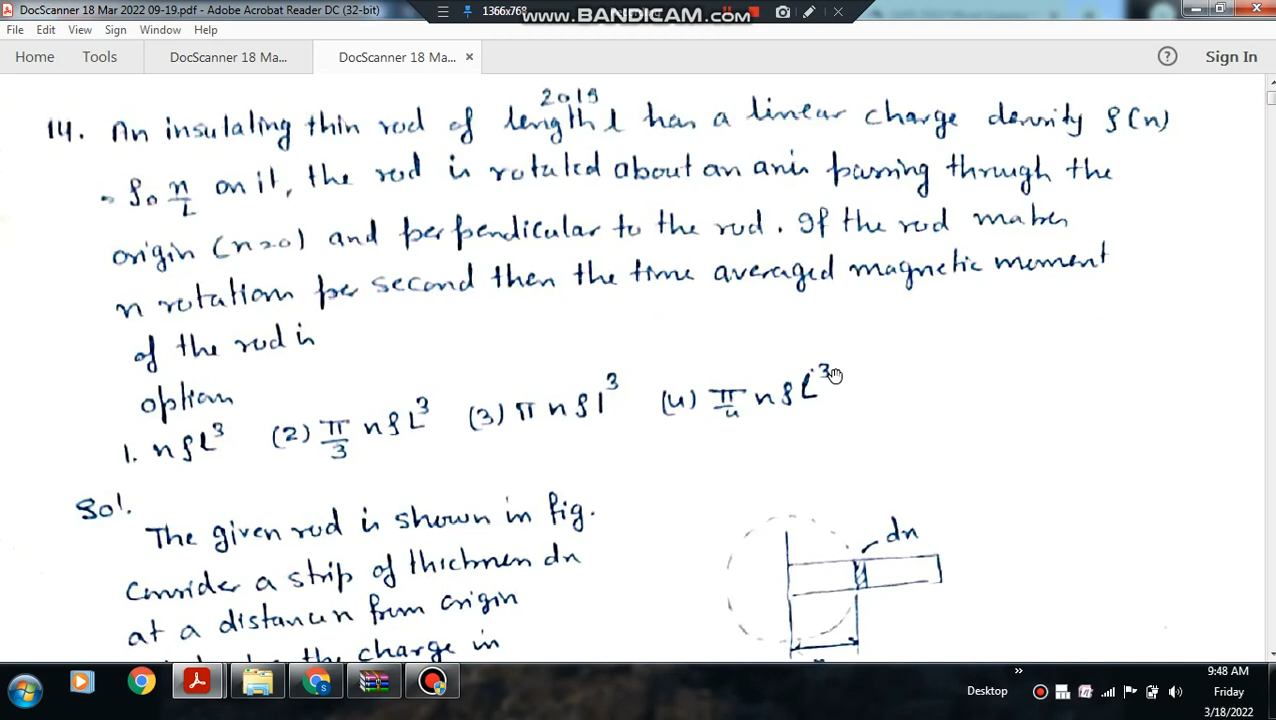 DocScanner 18 Mar 2022 09-19.pdf - Adobe Acrobat Reader DC (32-bit)
1366x768
www.BANDICAM.com
File Edit View Sign Window Help
Home Tools DocScanner 18 Ma... DocScanner 18 Ma... × Sign In
2019
14. An insulating thin rod of length l has a linear charge density ρ(x)
= ρ₀ x/L on it, the rod is rotated about an axis passing through the
origin (x=0) and perpendicular to the rod. If the rod makes
n rotation per second then the time averaged magnetic moment
of the rod is
option
1. nρL³ (2) π/3 nρL³ (3) π nρl³ (4) π/4 nρL³
Sol.
The given rod is shown in fig.
dx
Consider a strip of thickness dx
at a distance x from origin
the charge in
»
Desktop
9:48 AM
Friday
3/18/2022